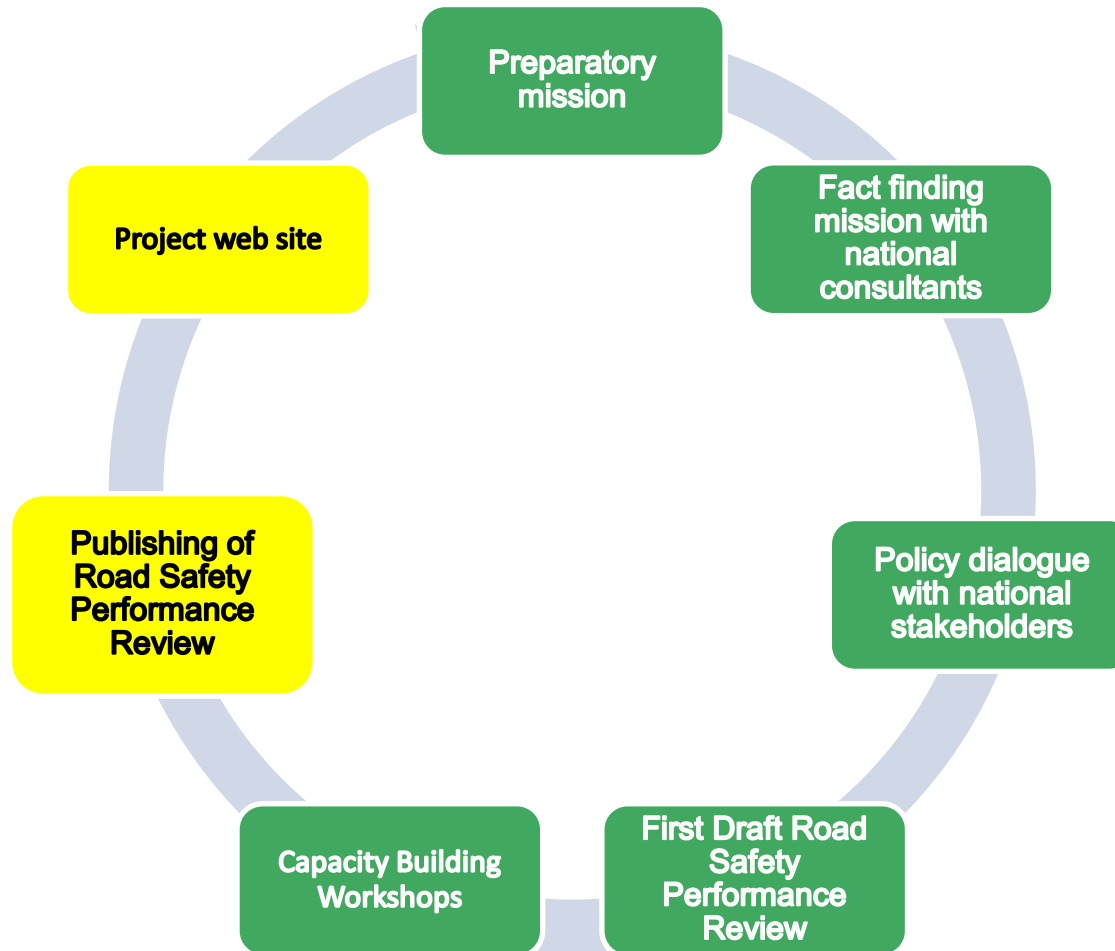 Preparatory
mission
Fact finding
mission with
national
consultants
Policy dialogue
with national
stakeholders
First Draft Road
Safety
Performance
Review
Capacity Building
Workshops
Publishing of
Road Safety
Performance
Review
Project web site